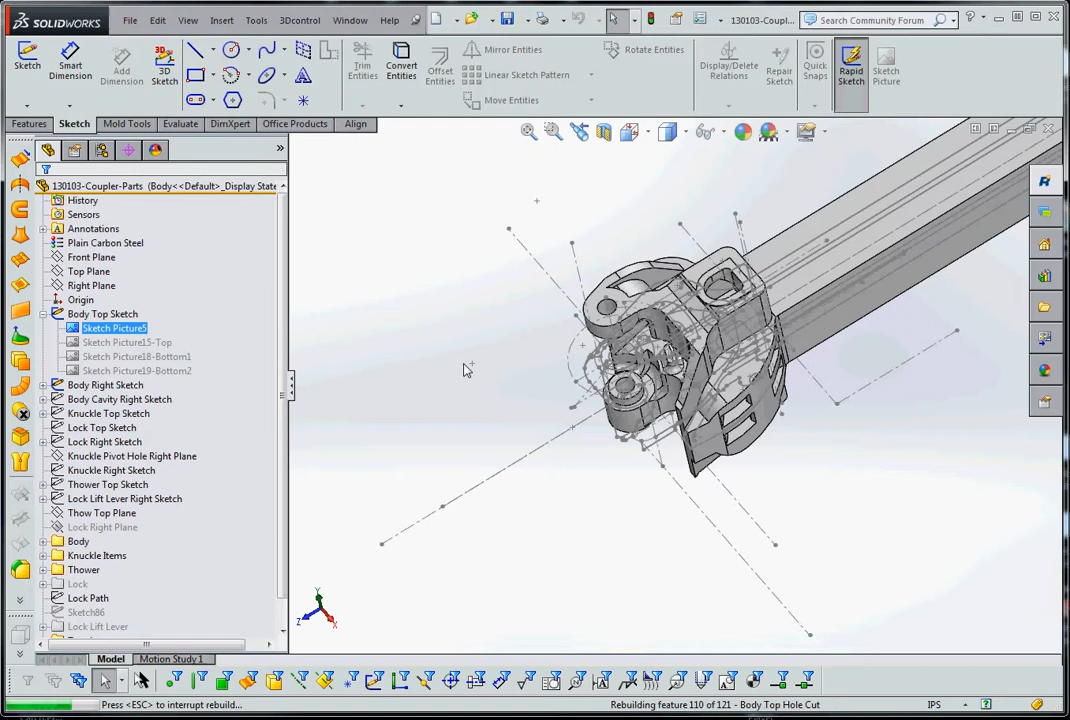 SOLIDWORKS File Edit View Insert Tools 3Dcontrol Window Help 130103-Coupl... Search Community Forum
Sketch Smart Dimension Add Dimension 3D Sketch Trim Entities Convert Entities Offset Entities Mirror Entities Linear Sketch Pattern Move Entities Rotate Entities Display/Delete Relations Repair Sketch Quick Snaps Rapid Sketch Sketch Picture
Features Sketch Mold Tools Evaluate DimXpert Office Products Align
130103-Coupler-Parts (Body<<Default>_Display State
History
Sensors
Annotations
Plain Carbon Steel
Front Plane
Top Plane
Right Plane
Origin
Body Top Sketch
Sketch Picture5
Sketch Picture15-Top
Sketch Picture18-Bottom1
Sketch Picture19-Bottom2
Body Right Sketch
Body Cavity Right Sketch
Knuckle Top Sketch
Lock Top Sketch
Lock Right Sketch
Knuckle Pivot Hole Right Plane
Knuckle Right Sketch
Thower Top Sketch
Lock Lift Lever Right Sketch
Thow Top Plane
Lock Right Plane
Body
Knuckle Items
Thower
Lock
Lock Path
Sketch86
Lock Lift Lever
Y
Z X
Model Motion Study 1
Press <ESC> to interrupt rebuild... Rebuilding feature 110 of 121 - Body Top Hole Cut IPS